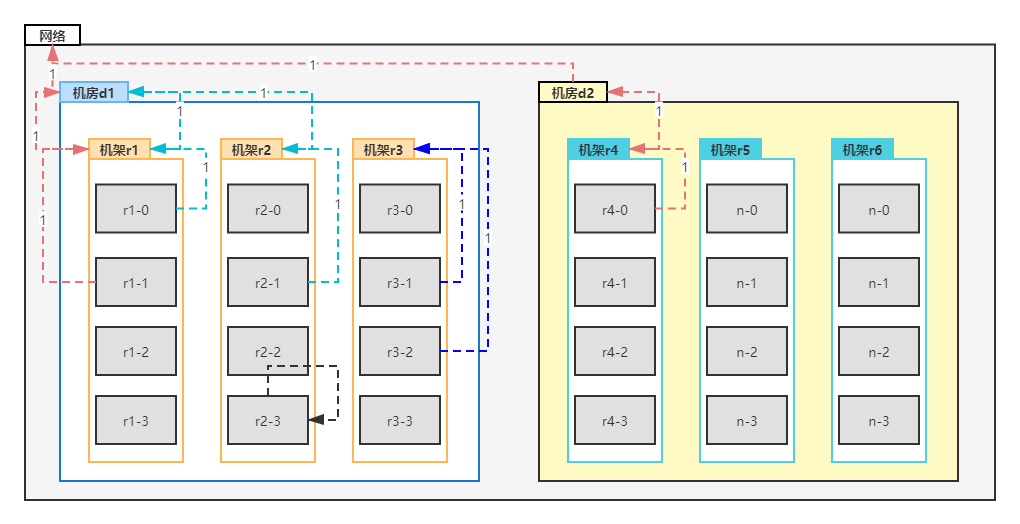 网络
1
1
机房d1
1
机房d2
1
1
1
机架r1
机架r2
机架r3
机架r4
机架r5
机架r6
1
1
r1-0
r2-0
1
r3-0
1
r4-0
n-0
n-0
1
1
r1-1
r2-1
r3-1
r4-1
n-1
n-1
r1-2
r2-2
r3-2
r4-2
n-2
n-2
r1-3
r2-3
r3-3
r4-3
n-3
n-3